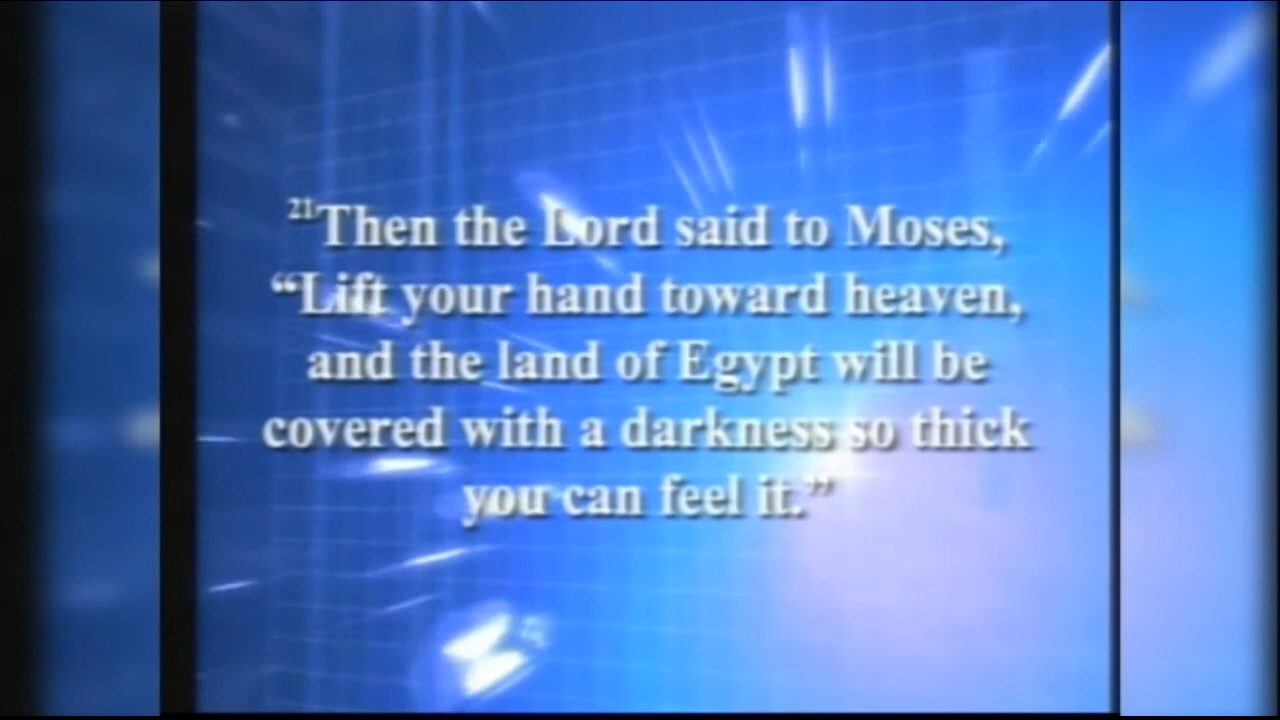 21Then the Lord said to Moses,
“Lift your hand toward heaven,
and the land of Egypt will be
covered with a darkness so thick
you can feel it.”